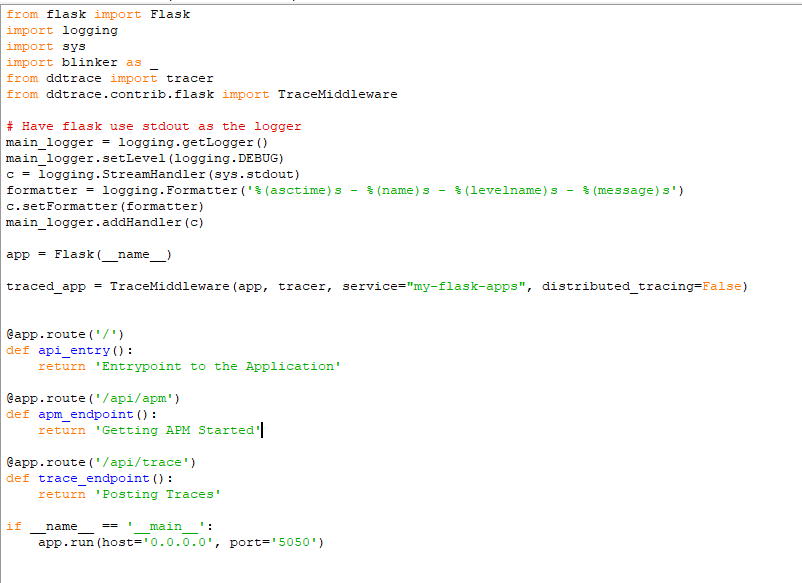 from flask import Flask
import logging
import sys
import blinker as _
from ddtrace import tracer
from ddtrace.contrib.flask import TraceMiddleware
# Have flask use stdout as the logger
main_logger = logging.getLogger()
main_logger.setLevel(logging.DEBUG)
c = logging.StreamHandler(sys.stdout)
formatter = logging.Formatter('%(asctime)s - %(name)s - %(levelname)s - %(message)s')
c.setFormatter(formatter)
main_logger.addHandler(c)
app = Flask(__name__)
traced_app = TraceMiddleware(app, tracer, service="my-flask-apps", distributed_tracing=False)
@app.route('/')
def api_entry():
    return 'Entrypoint to the Application'
@app.route('/api/apm')
def apm_endpoint():
    return 'Getting APM Started'
@app.route('/api/trace')
def trace_endpoint():
    return 'Posting Traces'
if __name__ == '__main__':
    app.run(host='0.0.0.0', port='5050')